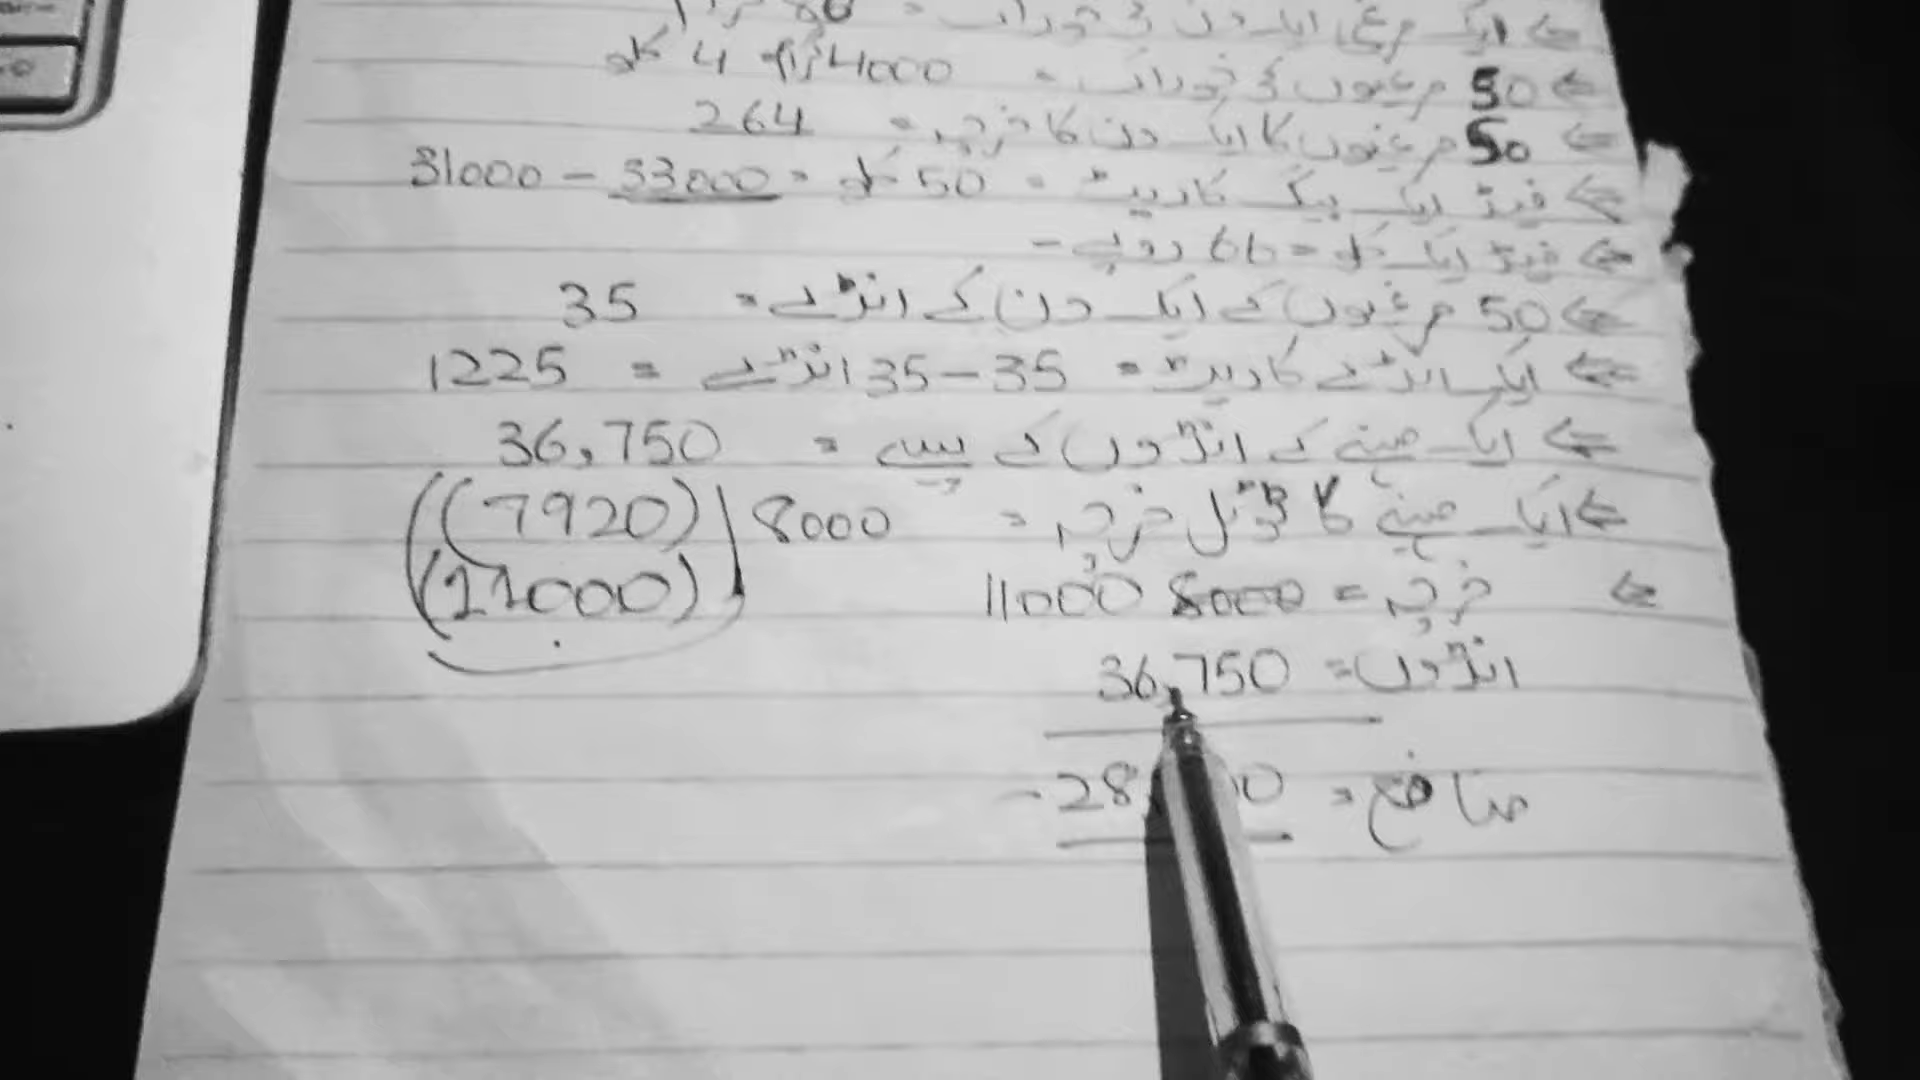 ایک مرغی ایک دن کی خوراک = 80 گرام
50 مرغیوں کی خوراک = 4000 گرام 4 کلو
50 مرغیوں کا ایک دن کا خرچہ = 264
فیڈ ایک بیگ کا ریٹ = 50 کلو = 33000 - 31000
فیڈ ایک کلو = 66 روپے -
50 مرغیوں کے ایک دن کے انڈے = 35
ایک انڈے کا ریٹ = 35 - 35 انڈے = 1225
ایک مہینے کے انڈوں کے پیسے = 36,750
ایک مہینے کا ٹوٹل خرچہ = 8000 (7920)
(11000)
خرچہ = 8000 11000
انڈوں = 36,750
منافع =